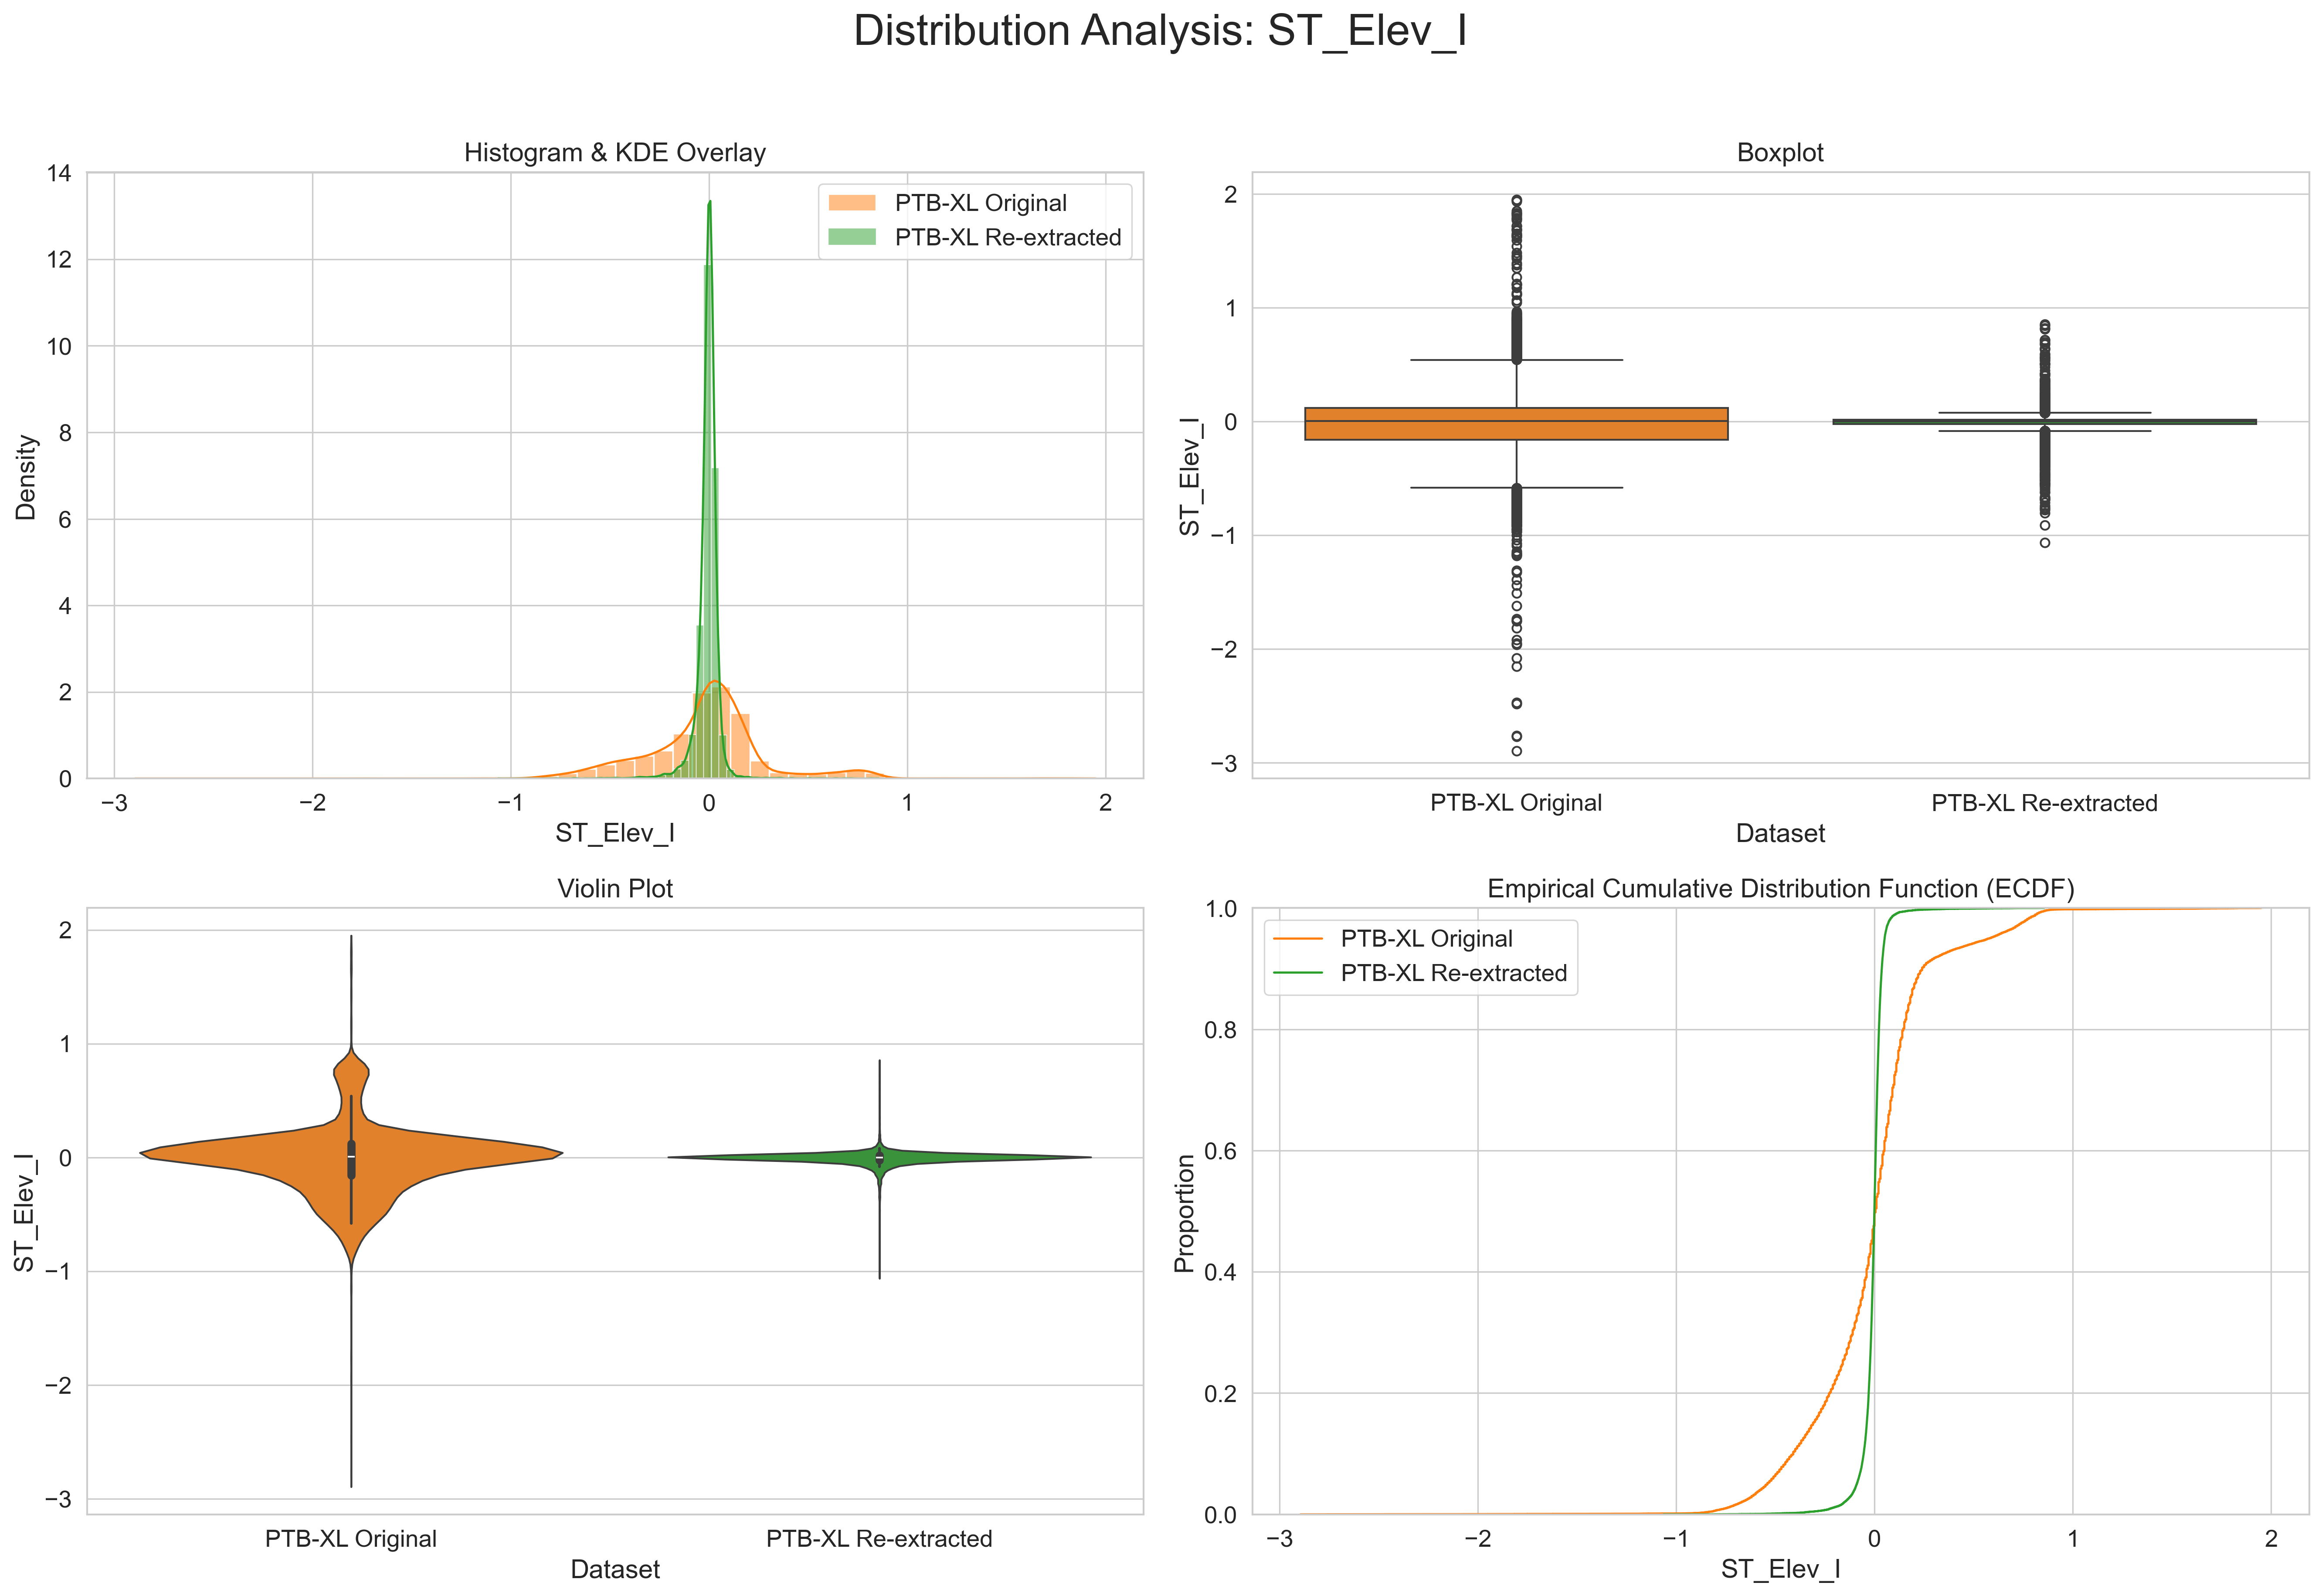 Distribution Analysis: ST_Elev_I
Histogram & KDE Overlay
14
12
10
8
6
4
2
0
Density
−3
−2
−1
0
1
2
ST_Elev_I
PTB-XL Original
PTB-XL Re-extracted
Boxplot
2
1
0
−1
−2
−3
ST_Elev_I
PTB-XL Original
PTB-XL Re-extracted
Dataset
Violin Plot
2
1
0
−1
−2
−3
ST_Elev_I
PTB-XL Original
PTB-XL Re-extracted
Dataset
Empirical Cumulative Distribution Function (ECDF)
1.0
0.8
0.6
0.4
0.2
0.0
Proportion
PTB-XL Original
PTB-XL Re-extracted
−3
−2
−1
0
1
2
ST_Elev_I